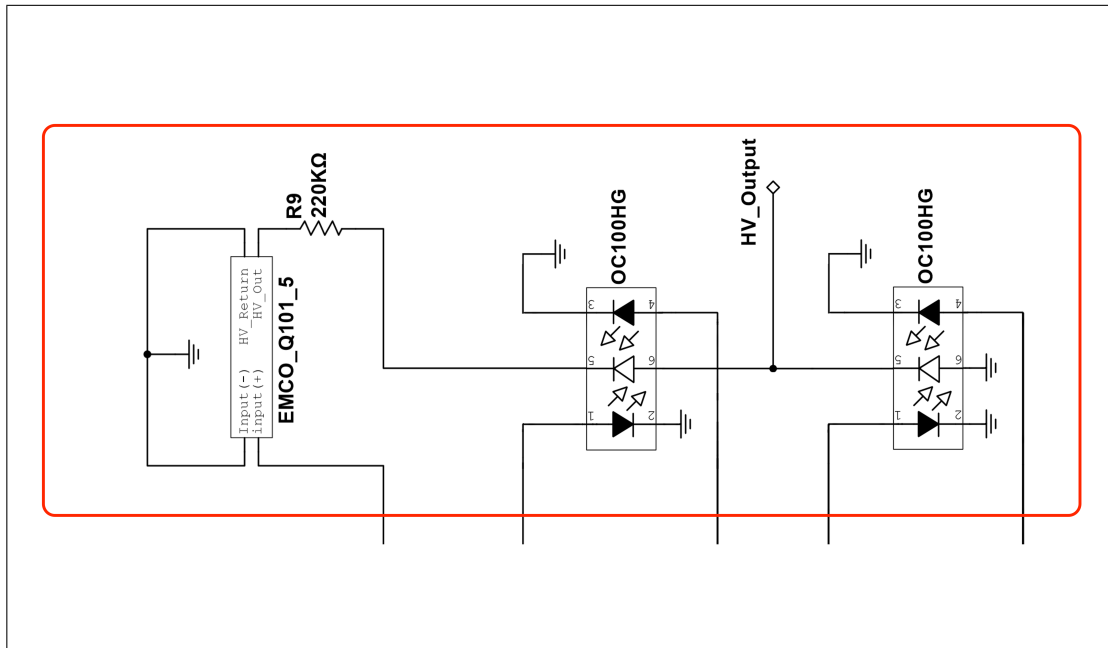 R9
220KΩ
HV_Return
HV_Out
Input(-)
input(+)
EMCO_Q101_5
OC100HG
3
4
5
6
1
2
HV_Output
OC100HG
3
4
5
6
1
2